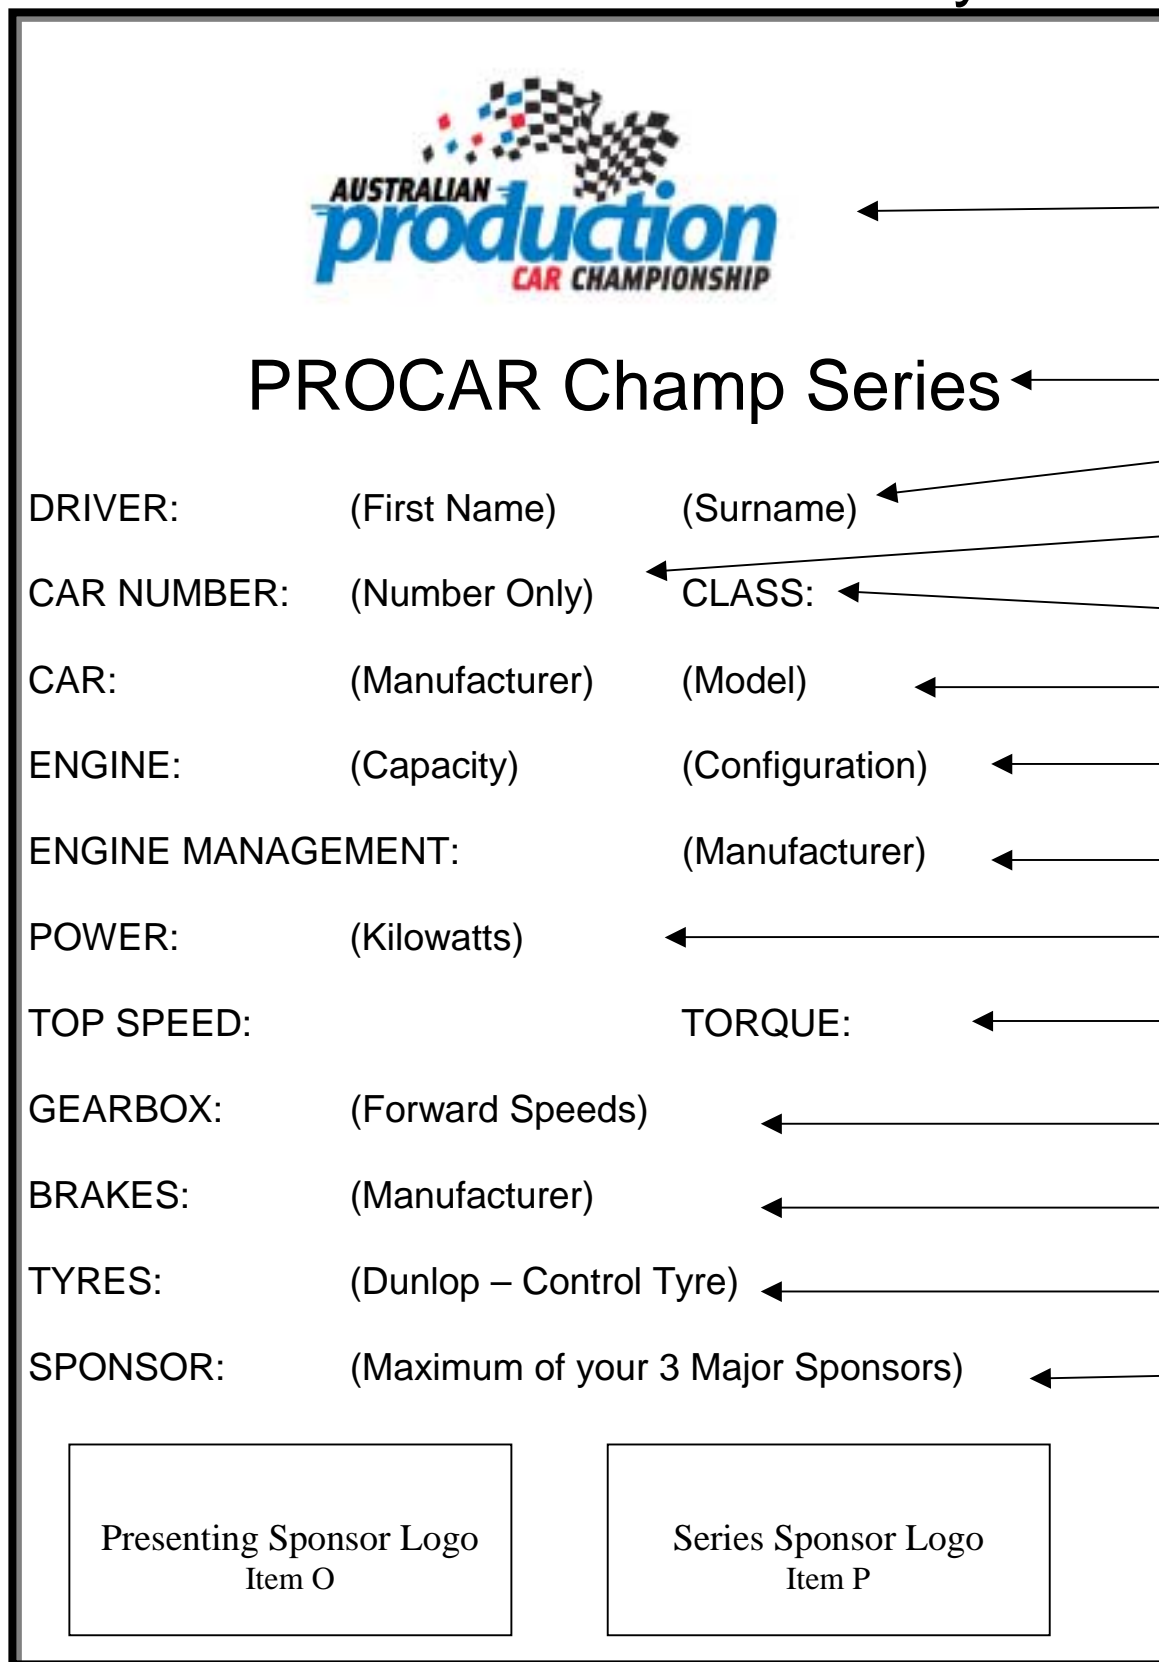 AUSTRALIAN
production
CAR CHAMPIONSHIP
PROCAR Champ Series
DRIVER: (First Name) (Surname)
CAR NUMBER: (Number Only) CLASS:
CAR: (Manufacturer) (Model)
ENGINE: (Capacity) (Configuration)
ENGINE MANAGEMENT: (Manufacturer)
POWER: (Kilowatts)
TOP SPEED: TORQUE:
GEARBOX: (Forward Speeds)
BRAKES: (Manufacturer)
TYRES: (Dunlop – Control Tyre)
SPONSOR: (Maximum of your 3 Major Sponsors)
Presenting Sponsor Logo
Item O
Series Sponsor Logo
Item P